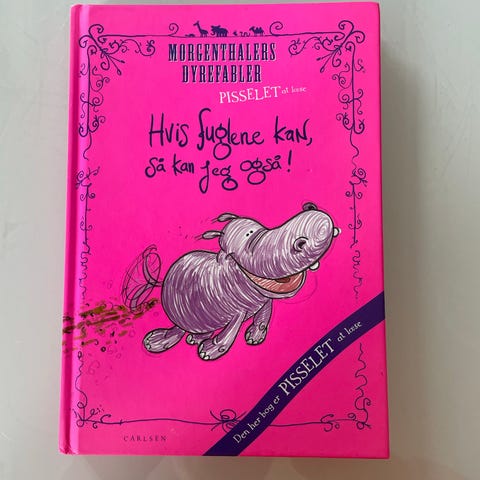 MORGENTHALERS
DYREFABLER
PISSELET at læse
Hvis fuglene kan,
så kan jeg også!
Den her bog er PISSELET at læse
CARLSEN